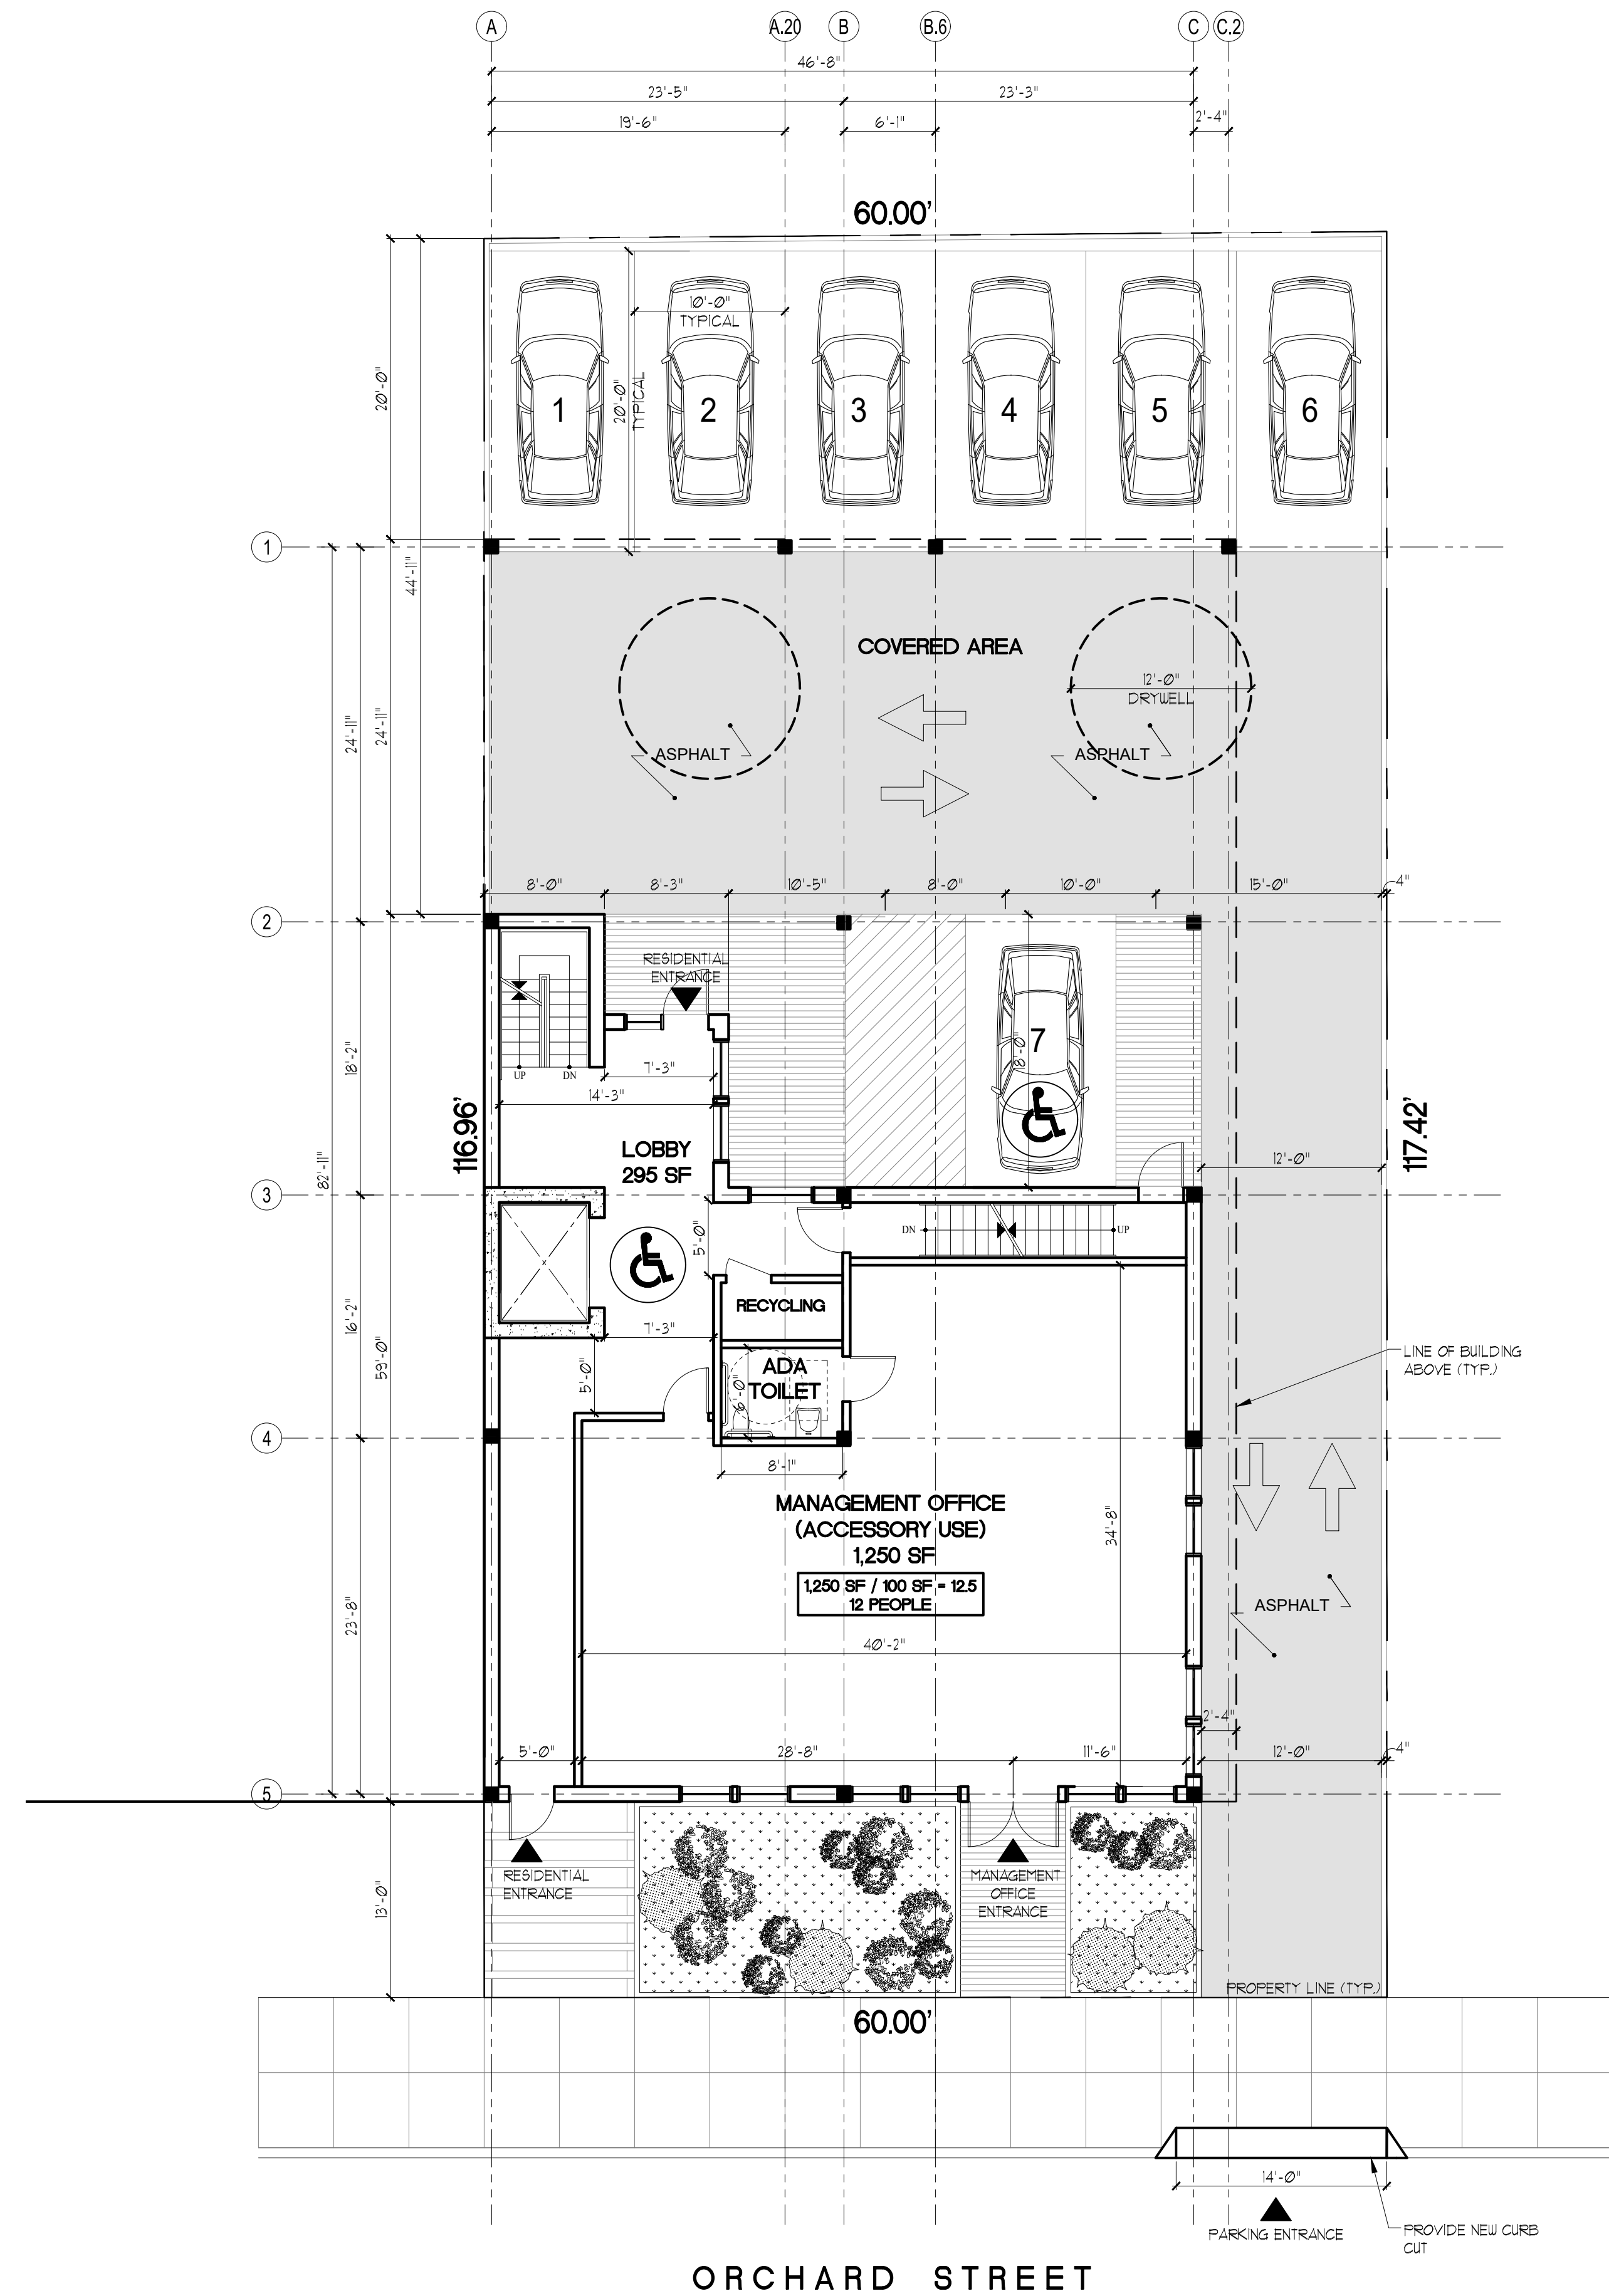 A
A.20
B
B.6
C
C.2
46'-8"
23'-5"
23'-3"
19'-6"
6'-1"
2'-4"
60.00'
10'-0"
TYPICAL
20'-0"
TYPICAL
20'-0"
44'-11"
1
2
3
4
5
6
1
COVERED AREA
12'-0"
DRYWELL
ASPHALT
ASPHALT
24'-11"
24'-11"
8'-0"
8'-3"
10'-5"
8'-0"
10'-0"
15'-0"
4"
2
RESIDENTIAL
ENTRANCE
7
18'-2"
UP
DN
7'-3"
14'-3"
116.96'
117.42'
LOBBY
295 SF
82'-11"
12'-0"
3
DN
UP
5'-0"
RECYCLING
16'-2"
59'-0"
7'-3"
5'-0"
ADA
TOILET
6'-0"
LINE OF BUILDING
ABOVE (TYP.)
4
8'-1"
MANAGEMENT OFFICE
(ACCESSORY USE)
1,250 SF
1,250 SF / 100 SF = 12.5
12 PEOPLE
34'-8"
23'-8"
ASPHALT
40'-2"
2'-4"
5'-0"
28'-8"
11'-6"
12'-0"
4"
5
RESIDENTIAL
ENTRANCE
MANAGEMENT
OFFICE
ENTRANCE
13'-0"
PROPERTY LINE (TYP.)
60.00'
14'-0"
PARKING ENTRANCE
PROVIDE NEW CURB
CUT
ORCHARD STREET